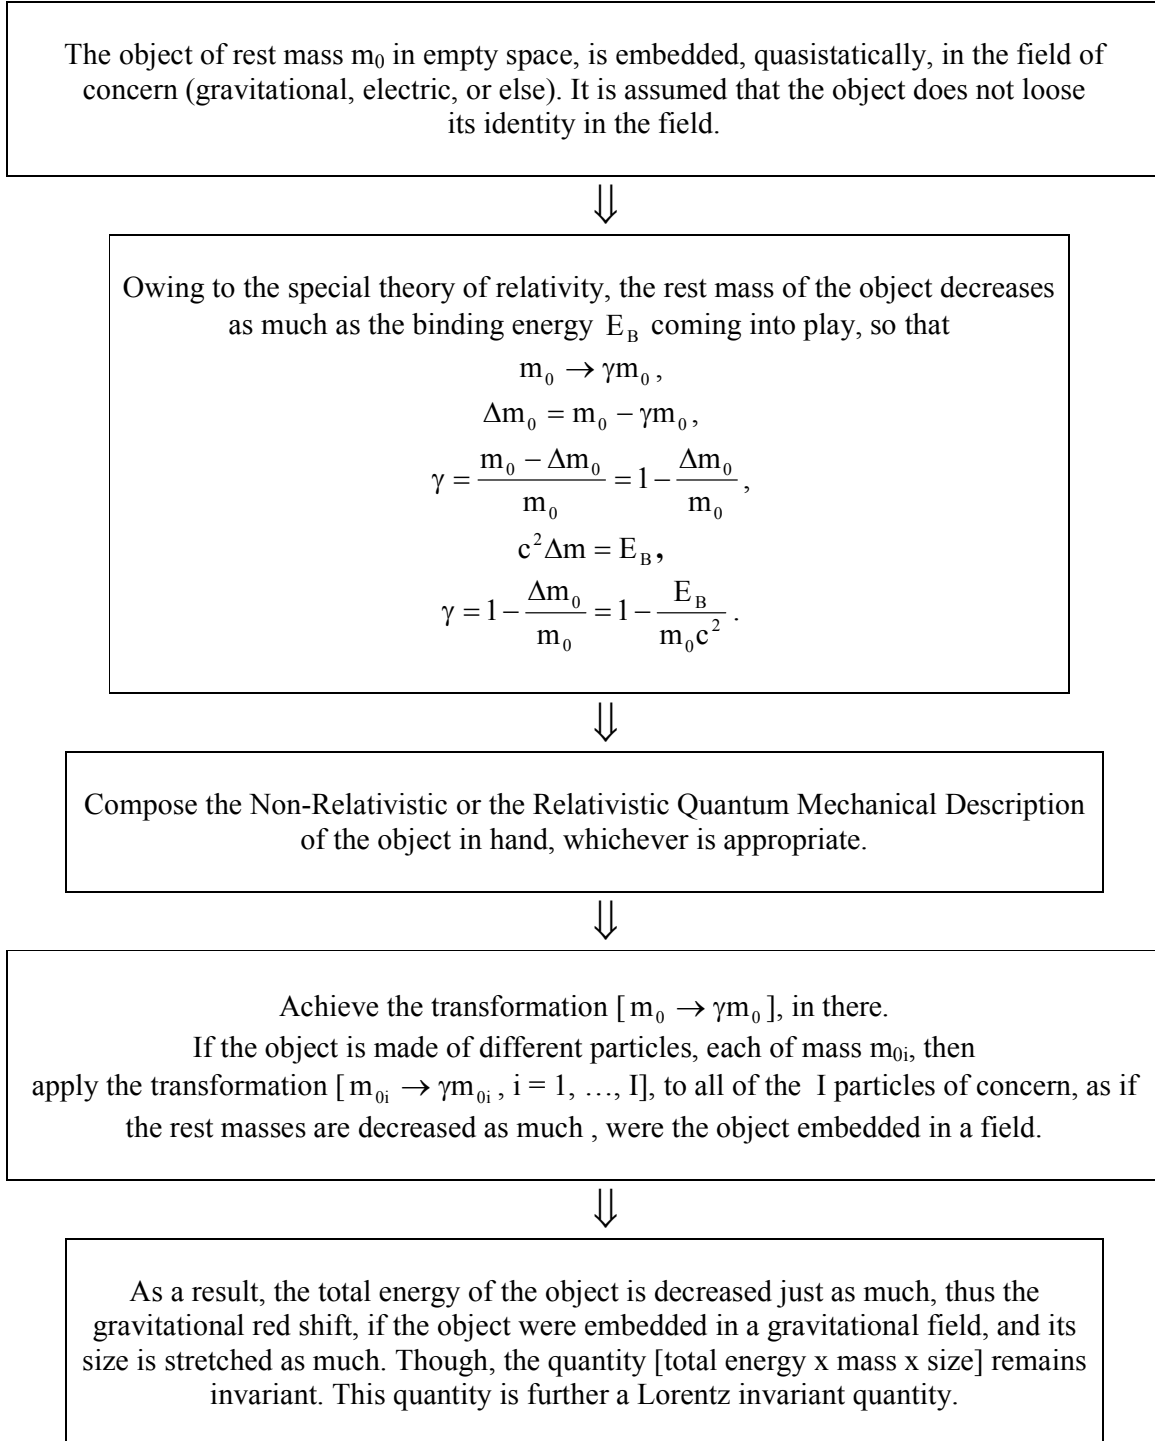 The object of rest mass m₀ in empty space, is embedded, quasistatically, in the field of
concern (gravitational, electric, or else). It is assumed that the object does not loose
its identity in the field.
⇓
Owing to the special theory of relativity, the rest mass of the object decreases
as much as the binding energy E_B coming into play, so that
m₀ → γm₀ ,
Δm₀ = m₀ − γm₀ ,
γ = (m₀ − Δm₀)/m₀ = 1 − Δm₀/m₀ ,
c²Δm = E_B,
γ = 1 − Δm₀/m₀ = 1 − E_B/(m₀c²) .
⇓
Compose the Non-Relativistic or the Relativistic Quantum Mechanical Description
of the object in hand, whichever is appropriate.
⇓
Achieve the transformation [ m₀ → γm₀ ], in there.
If the object is made of different particles, each of mass m₀ᵢ, then
apply the transformation [ m₀ᵢ → γm₀ᵢ , i = 1, …, I], to all of the I particles of concern, as if
the rest masses are decreased as much , were the object embedded in a field.
⇓
As a result, the total energy of the object is decreased just as much, thus the
gravitational red shift, if the object were embedded in a gravitational field, and its
size is stretched as much. Though, the quantity [total energy x mass x size] remains
invariant. This quantity is further a Lorentz invariant quantity.